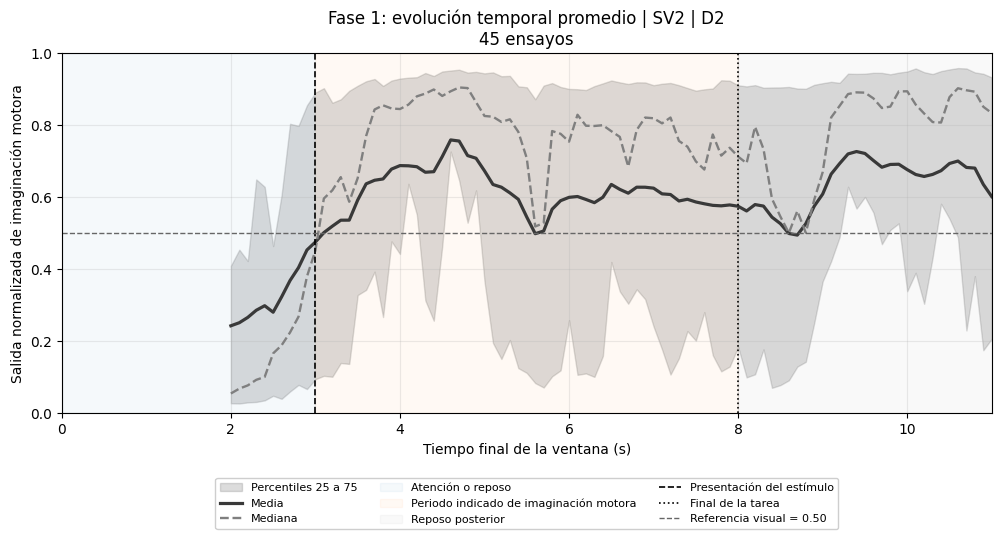 Fase 1: evolución temporal promedio | SV2 | D2
45 ensayos
Salida normalizada de imaginación motora
1.0
0.8
0.6
0.4
0.2
0.0
0 2 4 6 8 10
Tiempo final de la ventana (s)
Percentiles 25 a 75
Media
Mediana
Atención o reposo
Periodo indicado de imaginación motora
Reposo posterior
Presentación del estímulo
Final de la tarea
Referencia visual = 0.50